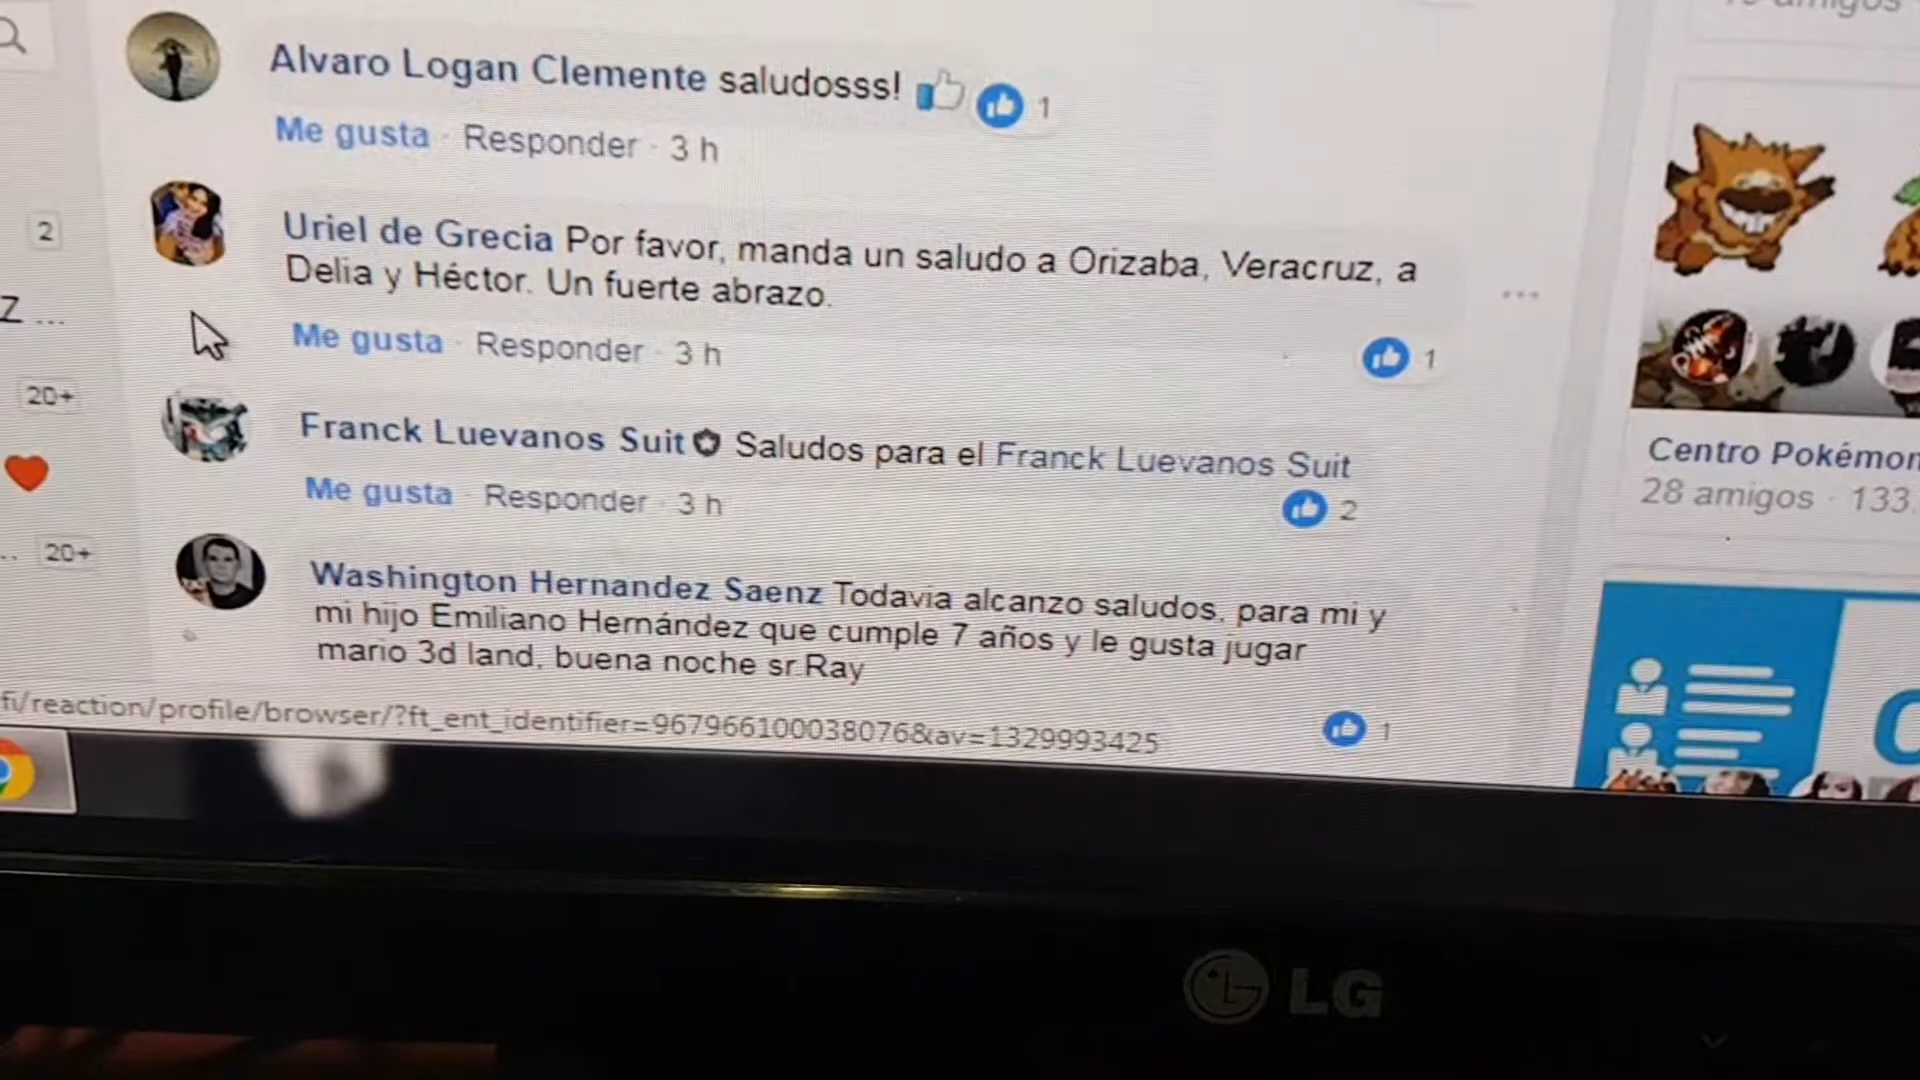 Alvaro Logan Clemente saludosss! 1
Me gusta · Responder · 3 h
2
Uriel de Grecia Por favor, manda un saludo a Orizaba, Veracruz, a
Delia y Héctor. Un fuerte abrazo.
Z ...
Me gusta · Responder · 3 h
1
20+
Franck Luevanos Suit Saludos para el Franck Luevanos Suit
Me gusta · Responder · 3 h
2
20+
Washington Hernandez Saenz Todavia alcanzo saludos, para mi y
mi hijo Emiliano Hernández que cumple 7 años y le gusta jugar
mario 3d land, buena noche sr.Ray
1
fi/reaction/profile/browser/?ft_ent_identifier=967966100038076&av=1329993425
amigos
Centro Pokémon
28 amigos · 133.
LG